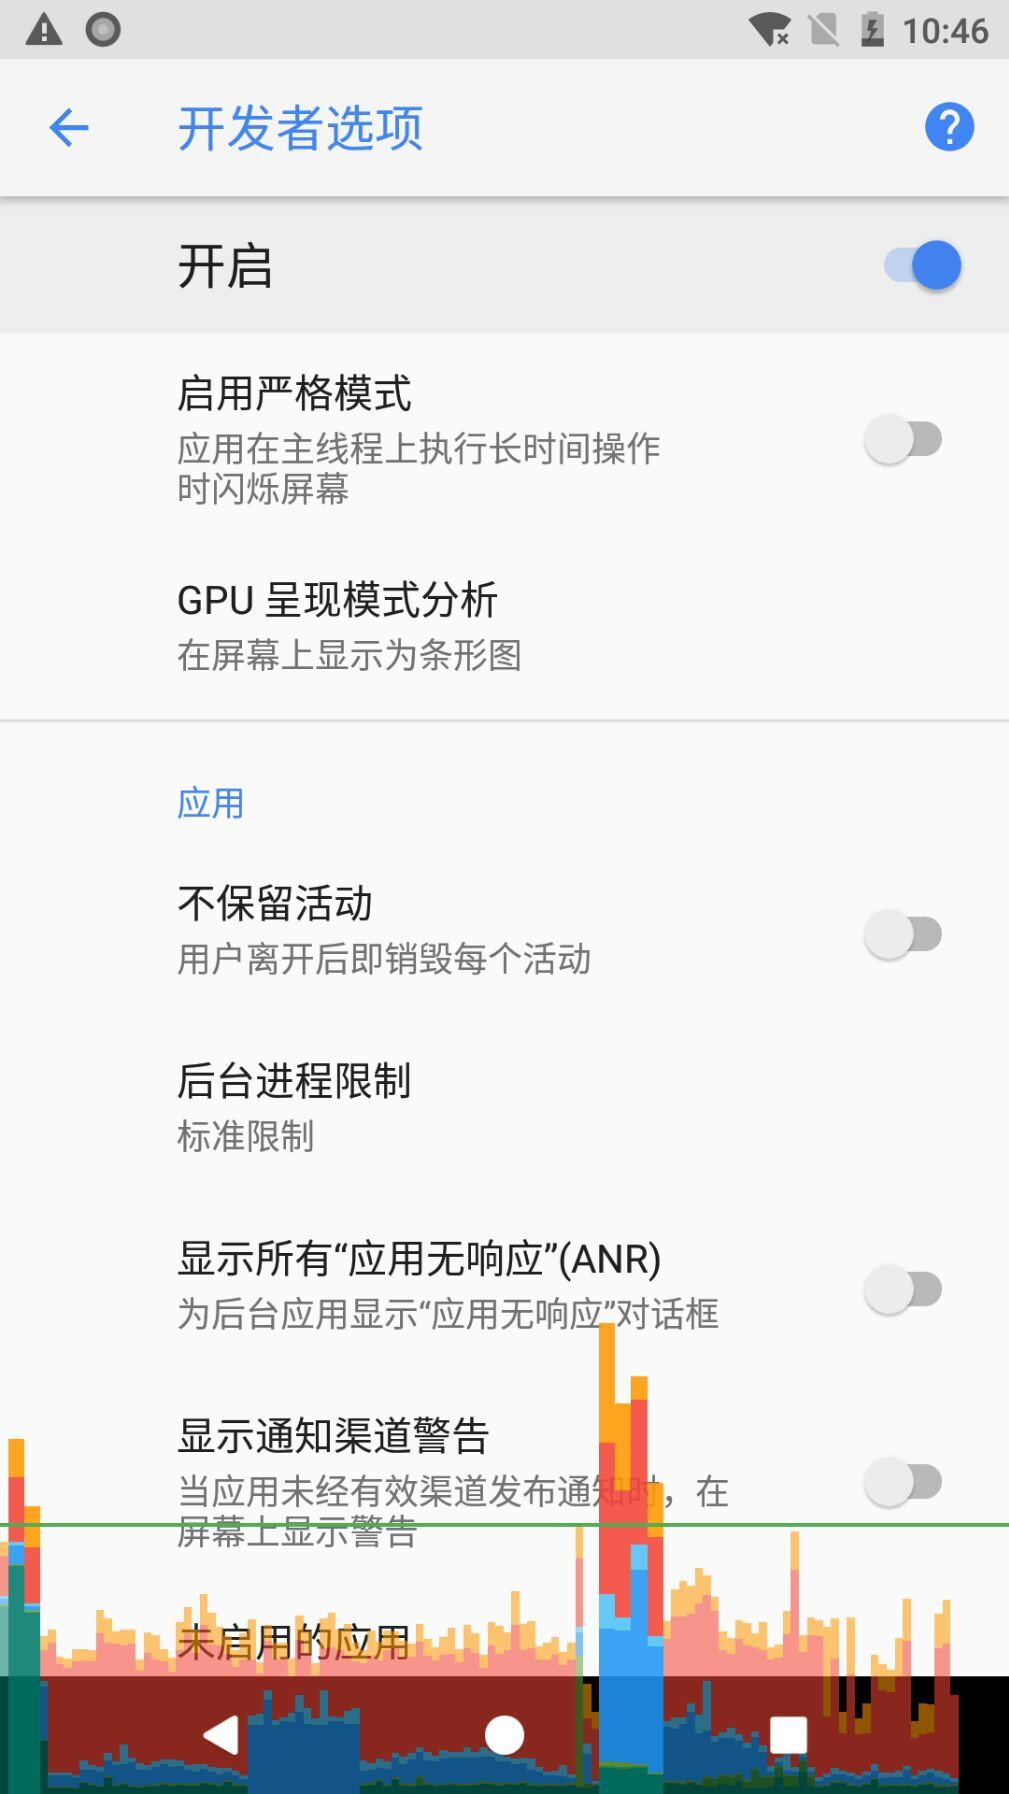 10:46
开发者选项
开启
启用严格模式
应用在主线程上执行长时间操作
时闪烁屏幕
GPU 呈现模式分析
在屏幕上显示为条形图
应用
不保留活动
用户离开后即销毁每个活动
后台进程限制
标准限制
显示所有“应用无响应”(ANR)
为后台应用显示“应用无响应”对话框
显示通知渠道警告
当应用未经有效渠道发布通知时，在
屏幕上显示警告
未启用的应用